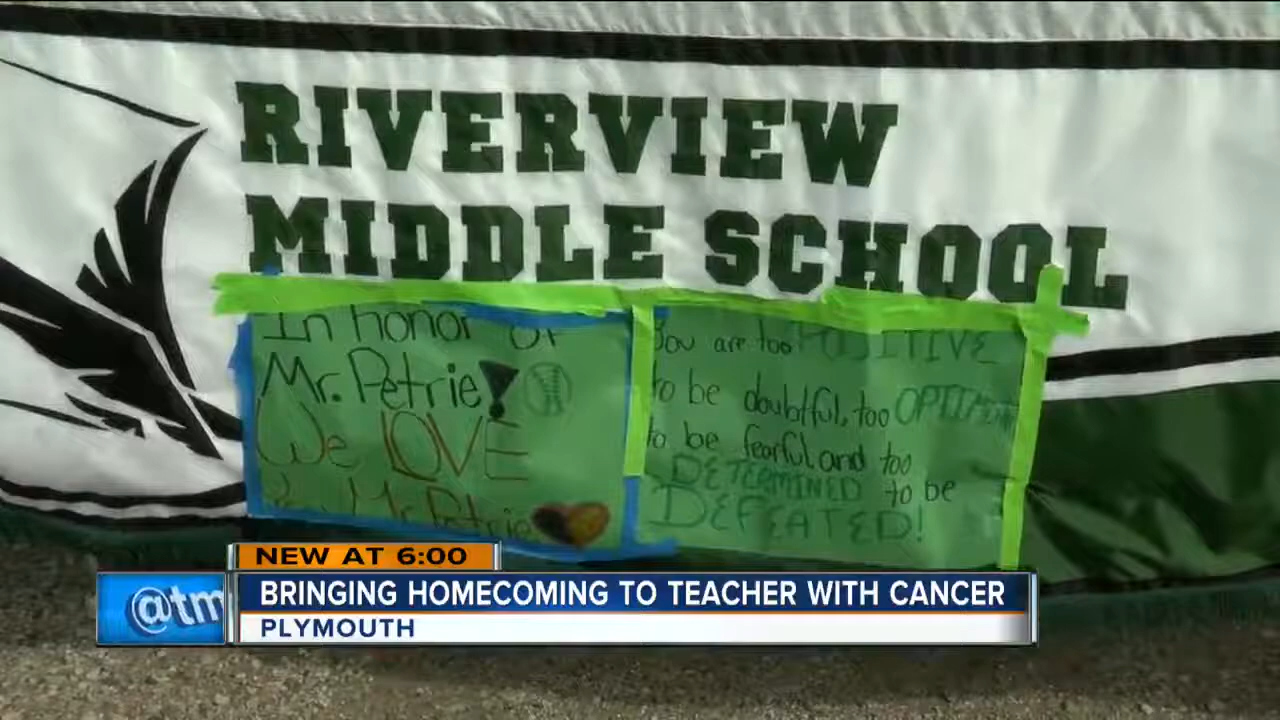 RIVERVIEW
MIDDLE SCHOOL
In honor of
Mr. Petrie!
We LOVE
You Mr. Petrie
You are too POSITIVE
to be doubtful, too OPTIMISTIC
to be fearful and too
DETERMINED to be
DEFEATED!
NEW AT 6:00
@tm
BRINGING HOMECOMING TO TEACHER WITH CANCER
PLYMOUTH